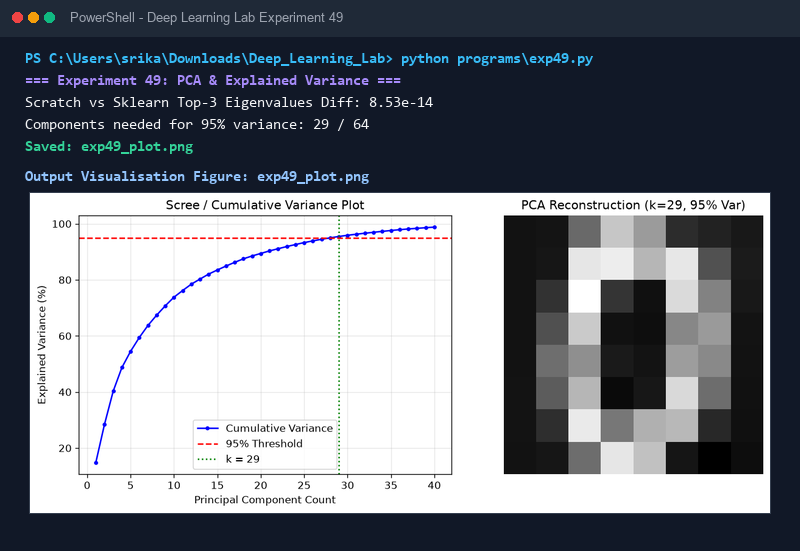 PowerShell - Deep Learning Lab Experiment 49
PS C:\Users\srika\Downloads\Deep_Learning_Lab> python programs\exp49.py
=== Experiment 49: PCA & Explained Variance ===
Scratch vs Sklearn Top-3 Eigenvalues Diff: 8.53e-14
Components needed for 95% variance: 29 / 64
Saved: exp49_plot.png
Output Visualisation Figure: exp49_plot.png
Scree / Cumulative Variance Plot
100
80
60
40
20
Explained Variance (%)
Cumulative Variance
95% Threshold
k = 29
0 5 10 15 20 25 30 35 40
Principal Component Count
PCA Reconstruction (k=29, 95% Var)